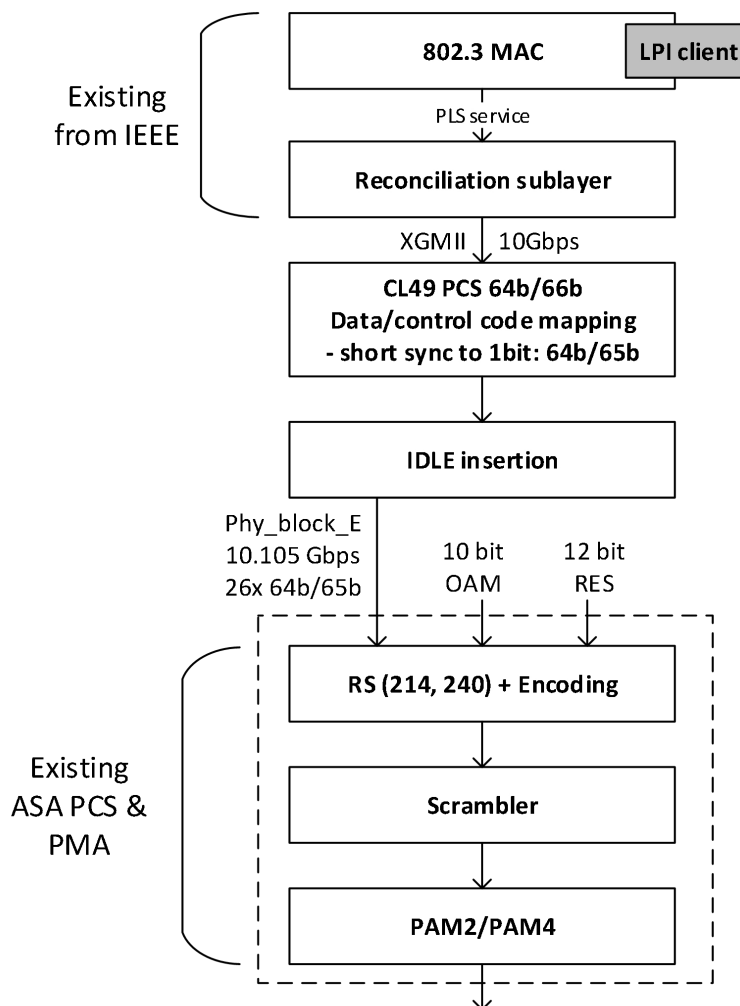 802.3 MAC
LPI client
Existing
from IEEE
PLS service
Reconciliation sublayer
XGMII 10Gbps
CL49 PCS 64b/66b
Data/control code mapping
- short sync to 1bit: 64b/65b
IDLE insertion
Phy_block_E
10.105 Gbps
26x 64b/65b
10 bit
OAM
12 bit
RES
RS (214, 240) + Encoding
Existing
ASA PCS &
PMA
Scrambler
PAM2/PAM4